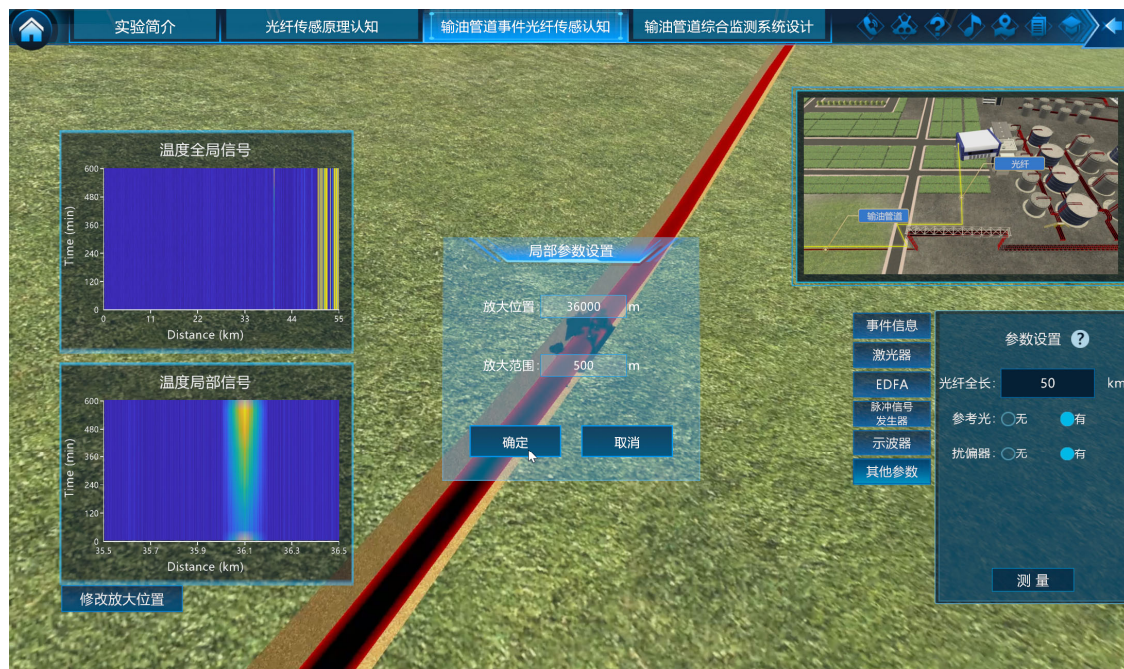 实验简介
光纤传感原理认知
输油管道事件光纤传感认知
输油管道综合监测系统设计
温度全局信号
Time (min)
600
480
360
240
120
0
0 11 22 33 44 55
Distance (km)
温度局部信号
Time (min)
600
480
360
240
120
0
35.5 35.7 35.9 36.1 36.3 36.5
Distance (km)
修改放大位置
局部参数设置
放大位置: 36000 m
放大范围: 500 m
确定
取消
光纤
输油管道
事件信息
激光器
EDFA
脉冲信号
发生器
示波器
其他参数
参数设置 ?
光纤全长: 50 km
参考光: 无 有
扰偏器: 无 有
测 量